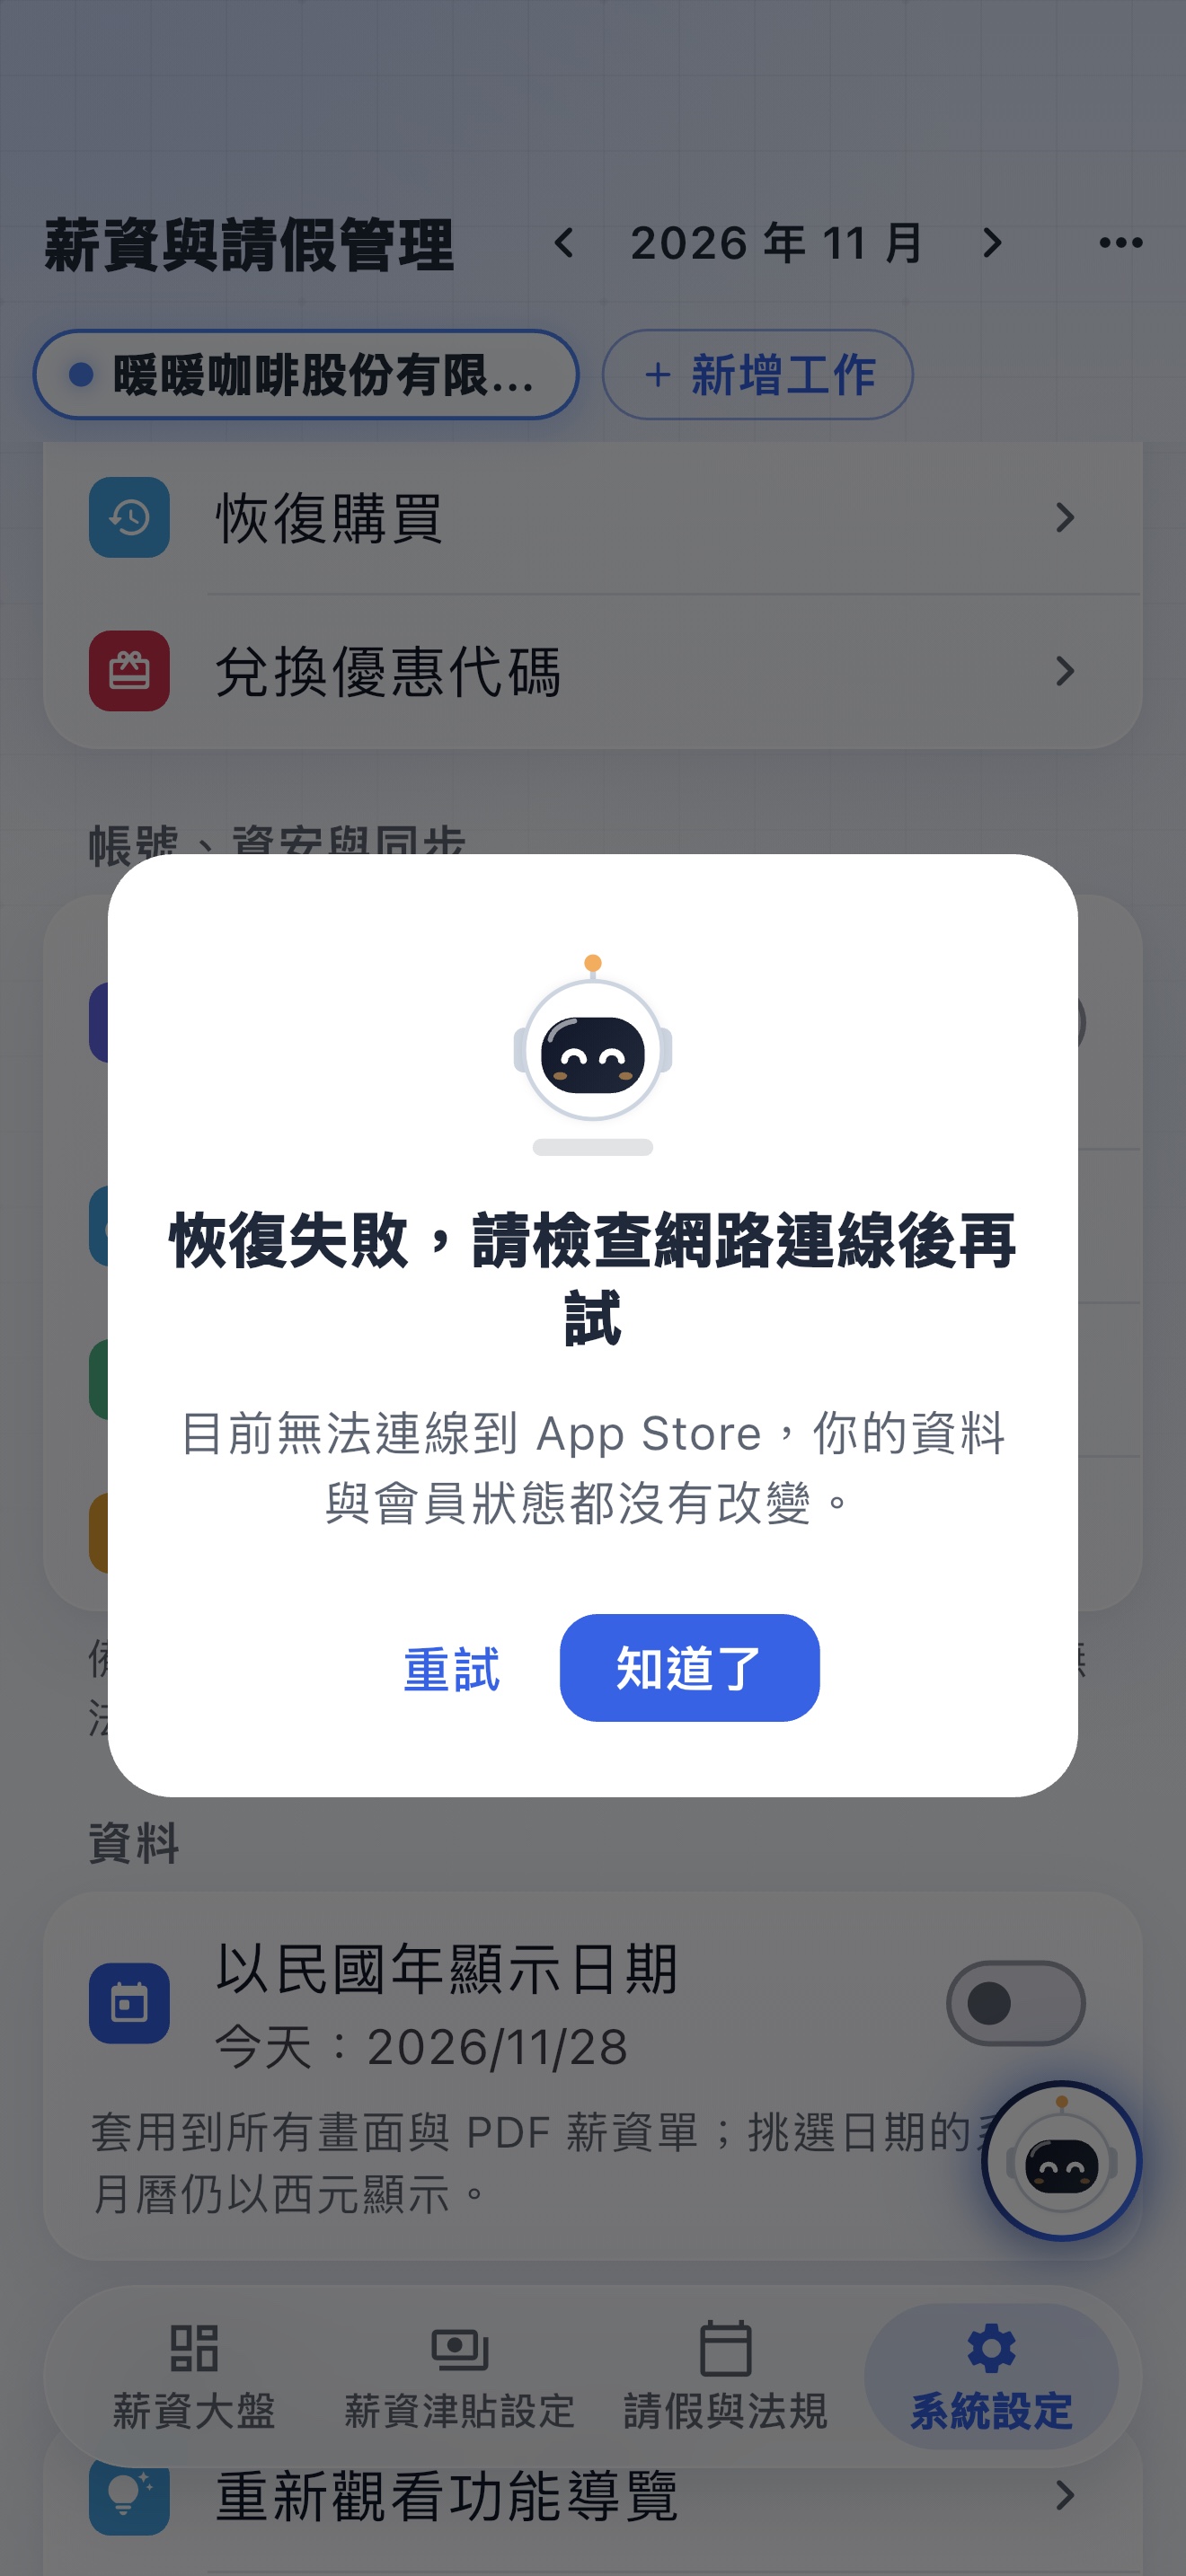 薪資與請假管理
2026 年 11 月
暖暖咖啡股份有限...
+ 新增工作
恢復購買
兌換優惠代碼
帳號、資安與同步
恢復失敗，請檢查網路連線後再
試
目前無法連線到 App Store，你的資料
與會員狀態都沒有改變。
重試
知道了
資料
以民國年顯示日期
今天：2026/11/28
套用到所有畫面與 PDF 薪資單；挑選日期的
月曆仍以西元顯示。
薪資大盤
薪資津貼設定
請假與法規
系統設定
重新觀看功能導覽